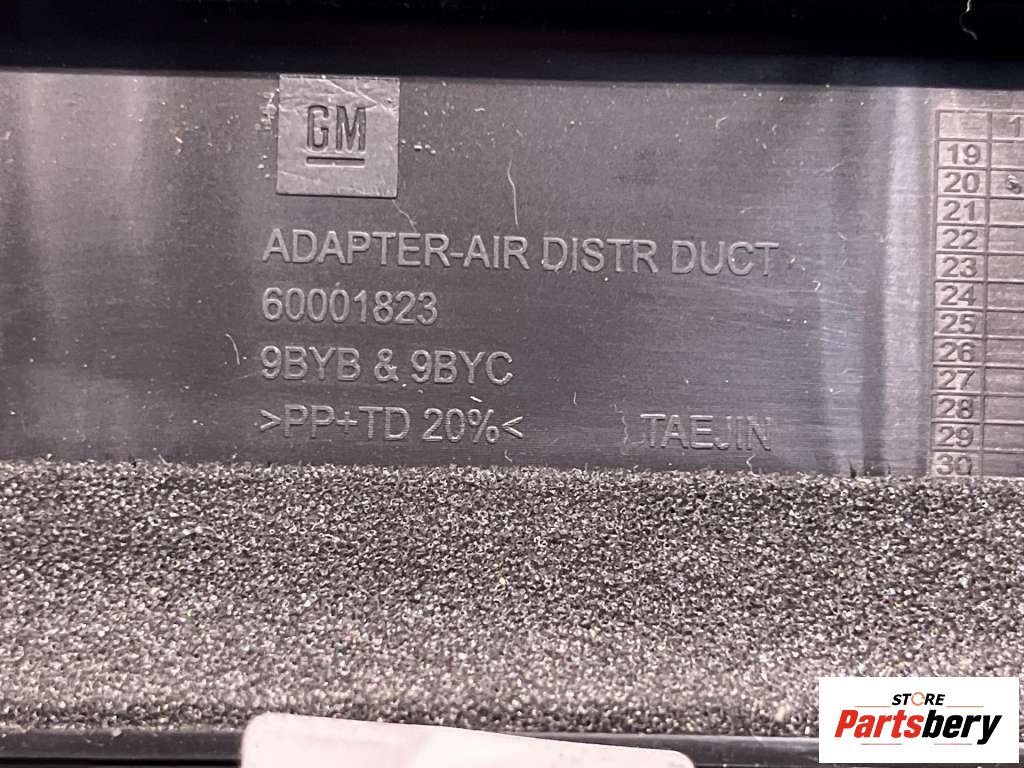 GM
ADAPTER-AIR DISTR DUCT
60001823
9BYB & 9BYC
>PP+TD 20%<
TAEJIN
1
19
20
21
22
23
24
25
26
27
28
29
30
STORE
Partsbery